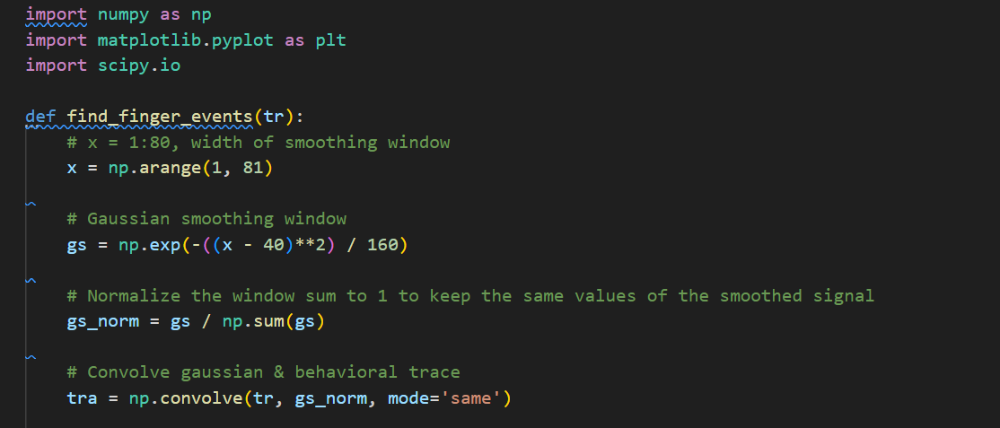 import numpy as np
import matplotlib.pyplot as plt
import scipy.io
def find_finger_events(tr):
# x = 1:80, width of smoothing window
x = np.arange(1, 81)
# Gaussian smoothing window
gs = np.exp(-((x - 40)**2) / 160)
# Normalize the window sum to 1 to keep the same values of the smoothed signal
gs_norm = gs / np.sum(gs)
# Convolve gaussian & behavioral trace
tra = np.convolve(tr, gs_norm, mode='same')